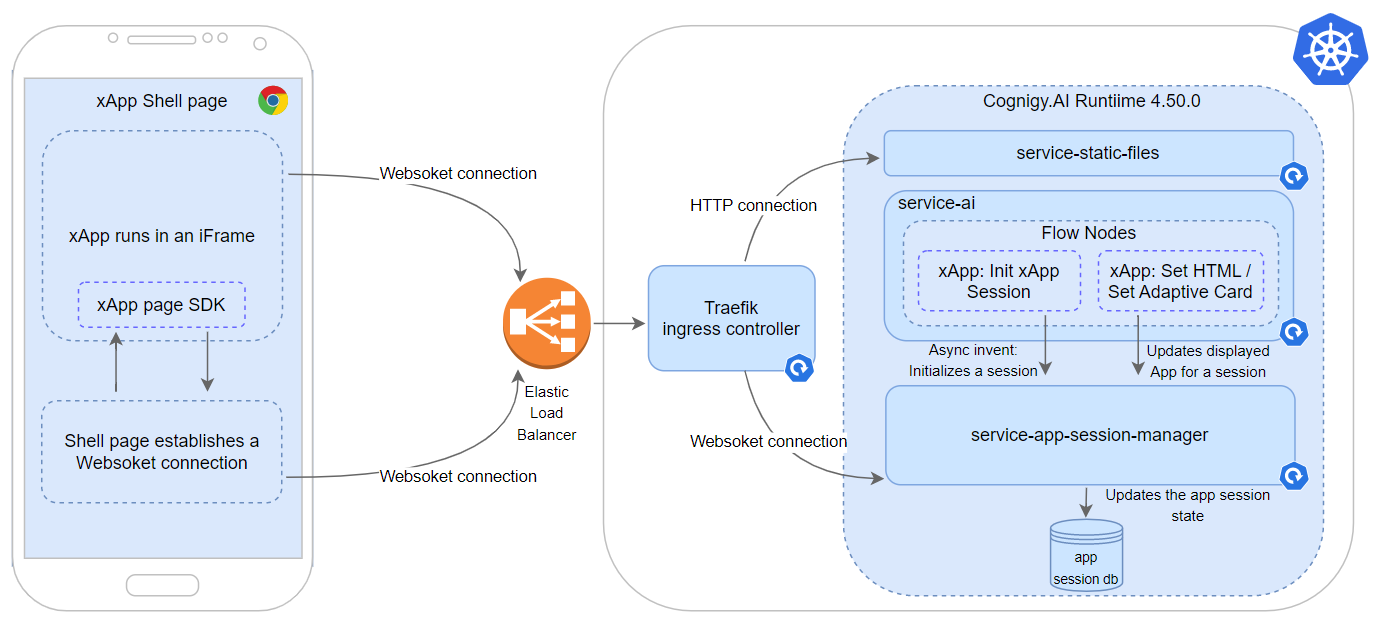 xApp Shell page
xApp runs in an iFrame
xApp page SDK
Shell page establishes a
Websoket connection
Websoket connection
Websoket connection
Elastic
Load
Balancer
Traefik
ingress controller
HTTP connection
Websoket connection
Cognigy.AI Runtiime 4.50.0
service-static-files
service-ai
Flow Nodes
xApp: Init xApp
Session
xApp: Set HTML /
Set Adaptive Card
Async invent:
Initializes a session
Updates displayed
App for a session
service-app-session-manager
Updates the app session
state
app
session db